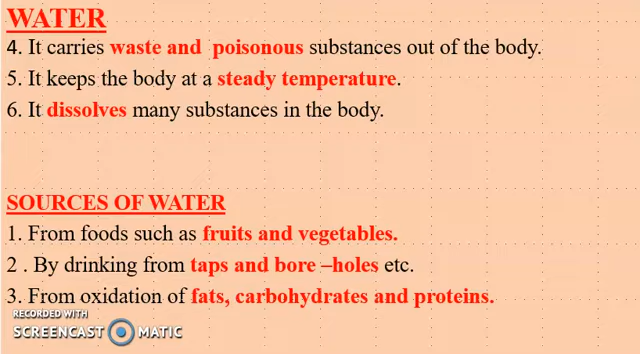 WATER
4. It carries waste and poisonous substances out of the body.
5. It keeps the body at a steady temperature.
6. It dissolves many substances in the body.
SOURCES OF WATER
1. From foods such as fruits and vegetables.
2 . By drinking from taps and bore –holes etc.
3. From oxidation of fats, carbohydrates and proteins.
RECORDED WITH
SCREENCAST MATIC